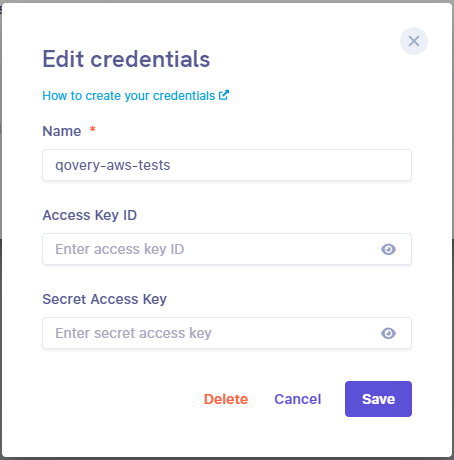 Edit credentials
How to create your credentials
Name *
qovery-aws-tests
Access Key ID
Enter access key ID
Secret Access Key
Enter secret access key
Delete Cancel Save